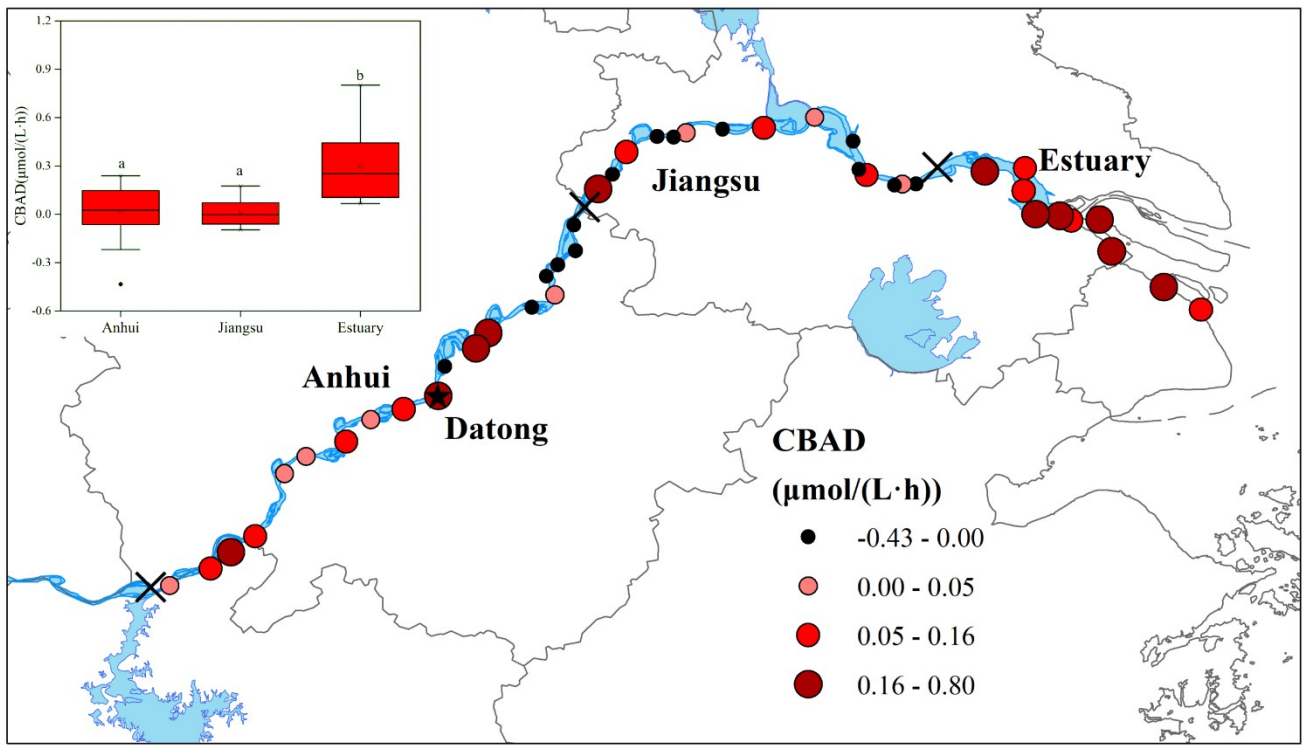 1.2
0.9
0.6
0.3
0.0
-0.3
-0.6
CBAD(μmol/(L·h))
a
a
b
Anhui
Jiangsu
Estuary
Jiangsu
Estuary
Anhui
Datong
CBAD
(μmol/(L·h))
-0.43 - 0.00
0.00 - 0.05
0.05 - 0.16
0.16 - 0.80